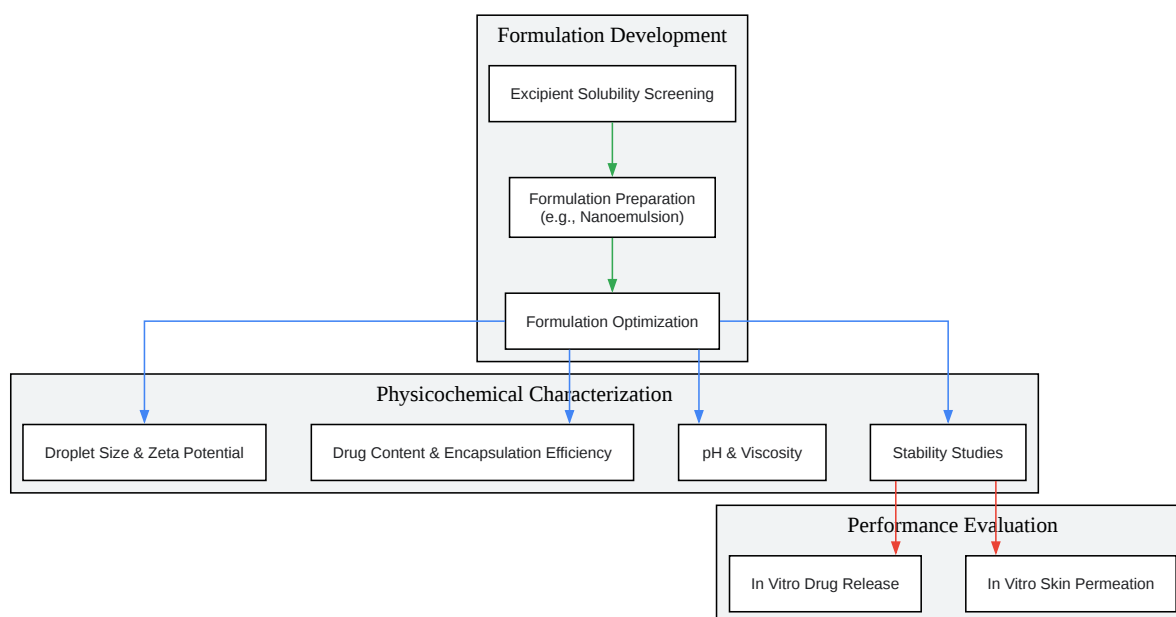 Formulation Development
Excipient Solubility Screening
Formulation Preparation
(e.g., Nanoemulsion)
Formulation Optimization
Physicochemical Characterization
Droplet Size & Zeta Potential
Drug Content & Encapsulation Efficiency
pH & Viscosity
Stability Studies
Performance Evaluation
In Vitro Drug Release
In Vitro Skin Permeation